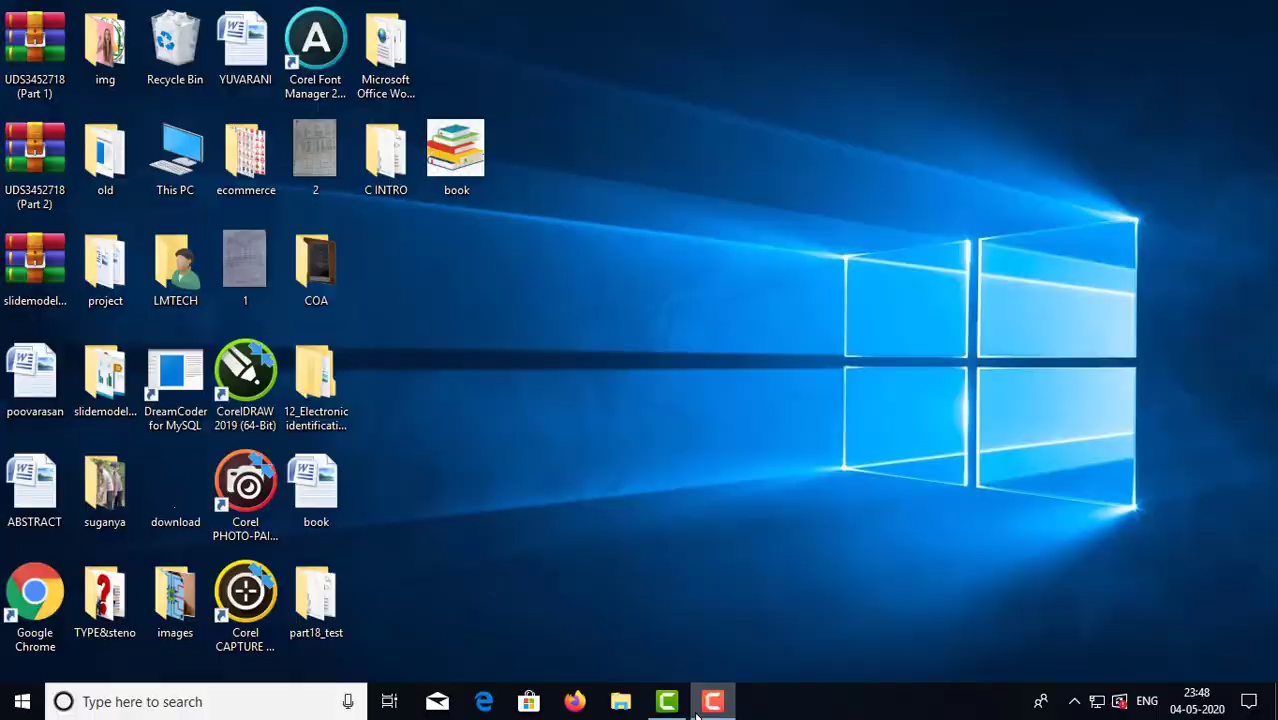 UDS3452718
(Part 1)
img
Recycle Bin
YUVARANI
A
Corel Font
Manager 2...
Microsoft
Office Wo...
UDS3452718
(Part 2)
old
This PC
ecommerce
2
C INTRO
book
slidemodel...
project
LMTECH
1
COA
poovarasan
slidemodel...
DreamCoder
for MySQL
CorelDRAW
2019 (64-Bit)
12_Electronic
identificati...
ABSTRACT
suganya
download
Corel
PHOTO-PAI...
book
Google
Chrome
TYPE&steno
images
Corel
CAPTURE ...
part18_test
Type here to search
ENG
23:48
04-05-2020